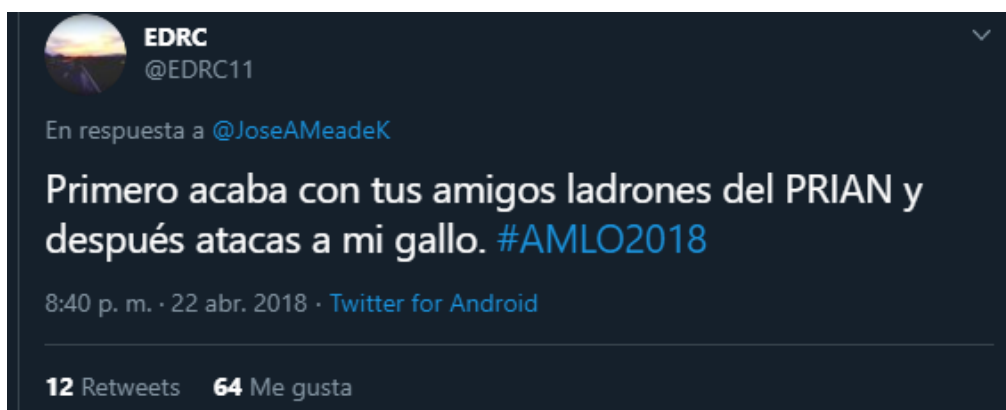 EDRC
@EDRC11
En respuesta a @JoseAMeadeK
Primero acaba con tus amigos ladrones del PRIAN y
después atacas a mi gallo. #AMLO2018
8:40 p. m. · 22 abr. 2018 · Twitter for Android
12 Retweets 64 Me gusta